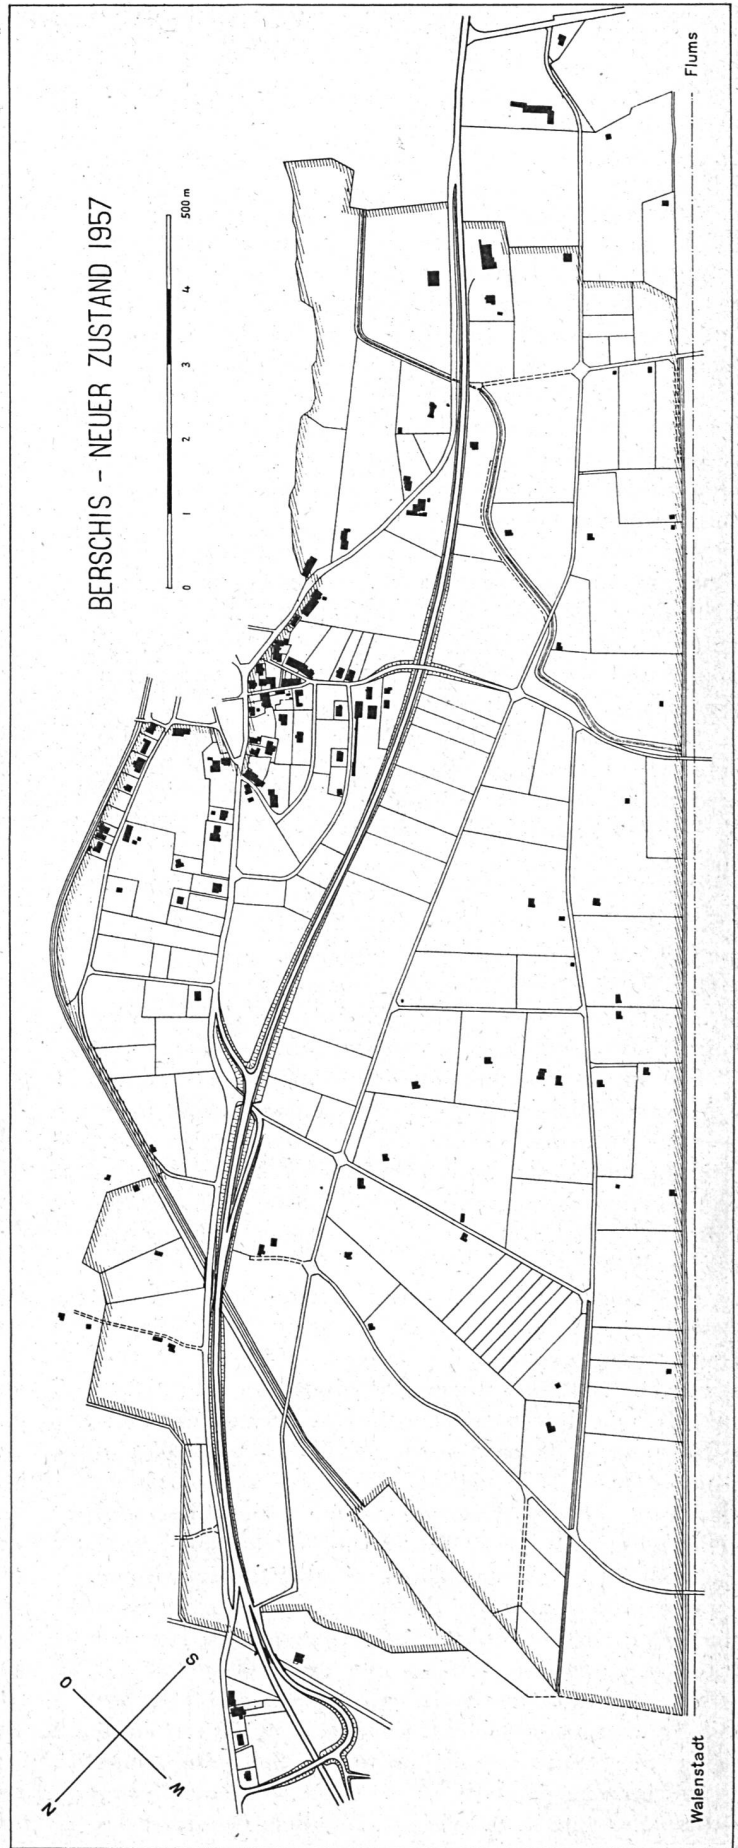 BERSCHIS - NEUER ZUSTAND 1957
0 1 2 3 4 500 m
Flums
Walenstadt
N
O
S
W